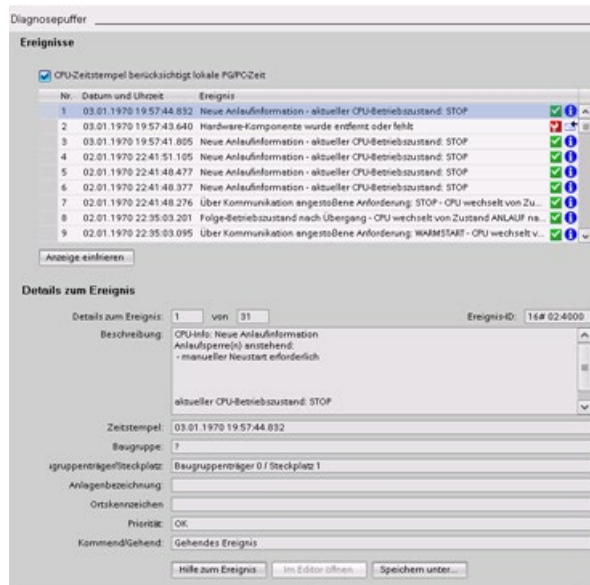 Diagnosepuffer
Ereignisse
CPU-Zeitstempel berücksichtigt lokale PG/PC-Zeit
Nr. Datum und Uhrzeit Ereignis
1 03.01.1970 19:57:44.832 Neue Anlaufinformation - aktueller CPU-Betriebszustand: STOP
2 03.01.1970 19:57:43.640 Hardware-Komponente wurde entfernt oder fehlt
3 03.01.1970 19:57:41.805 Neue Anlaufinformation - aktueller CPU-Betriebszustand: STOP
4 02.01.1970 22:41:51.105 Neue Anlaufinformation - aktueller CPU-Betriebszustand: STOP
5 02.01.1970 22:41:48.477 Neue Anlaufinformation - aktueller CPU-Betriebszustand: STOP
6 02.01.1970 22:41:48.377 Neue Anlaufinformation - aktueller CPU-Betriebszustand: STOP
7 02.01.1970 22:41:48.276 Über Kommunikation angestoßene Anforderung: STOP - CPU wechselt von Zu...
8 02.01.1970 22:35:03.201 Folge-Betriebszustand nach Übergang - CPU wechselt von Zustand ANLAUF na...
9 02.01.1970 22:35:03.095 Über Kommunikation angestoßene Anforderung: WARMSTART - CPU wechselt v...
Anzeige einfrieren
Details zum Ereignis
Details zum Ereignis: 1 von 31 Ereignis-ID: 16# 02:4000
Beschreibung: CPU-Info: Neue Anlaufinformation
Anlaufsperre(n) anstehend:
- manueller Neustart erforderlich
aktueller CPU-Betriebszustand: STOP
Zeitstempel: 03.01.1970 19:57:44.832
Baugruppe: ?
ıgruppenträger/Steckplatz: Baugruppenträger 0 / Steckplatz 1
Anlagenbezeichnung:
Ortskennzeichen
Priorität: OK
Kommend/Gehend: Gehendes Ereignis
Hilfe zum Ereignis Im Editor öffnen Speichern unter...